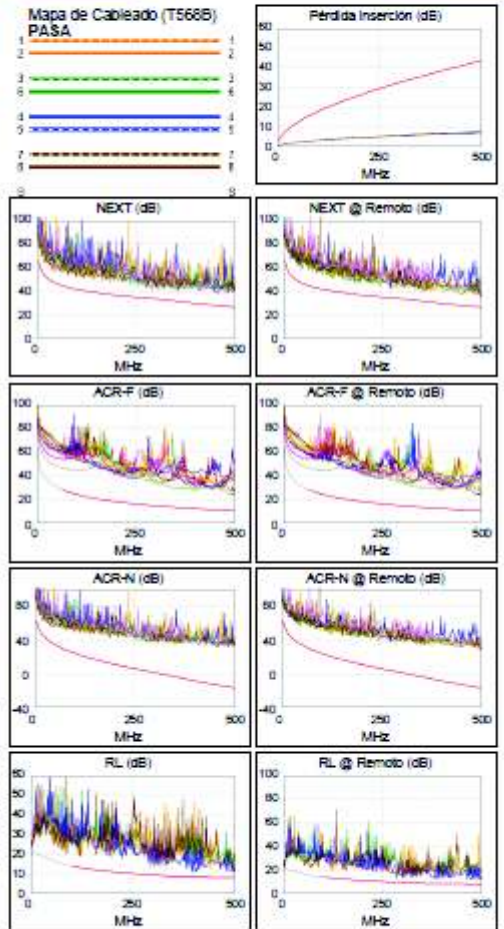 Mapa de Cableado (T568B)
PASA
1 1
2 2
3 3
6 6
4 4
5 5
7 7
8 8
S S
Pérdida Inserción (dB)
60
50
40
30
20
10
0
0 250 500
MHz
NEXT (dB)
100
80
60
40
20
0
0 250 500
MHz
NEXT @ Remoto (dB)
100
80
60
40
20
0
0 250 500
MHz
ACR-F (dB)
100
80
60
40
20
0
0 250 500
MHz
ACR-F @ Remoto (dB)
100
80
60
40
20
0
0 250 500
MHz
ACR-N (dB)
80
40
0
-40
0 250 500
MHz
ACR-N @ Remoto (dB)
80
40
0
-40
0 250 500
MHz
RL (dB)
60
50
40
30
20
10
0
0 250 500
MHz
RL @ Remoto (dB)
100
80
60
40
20
0
0 250 500
MHz